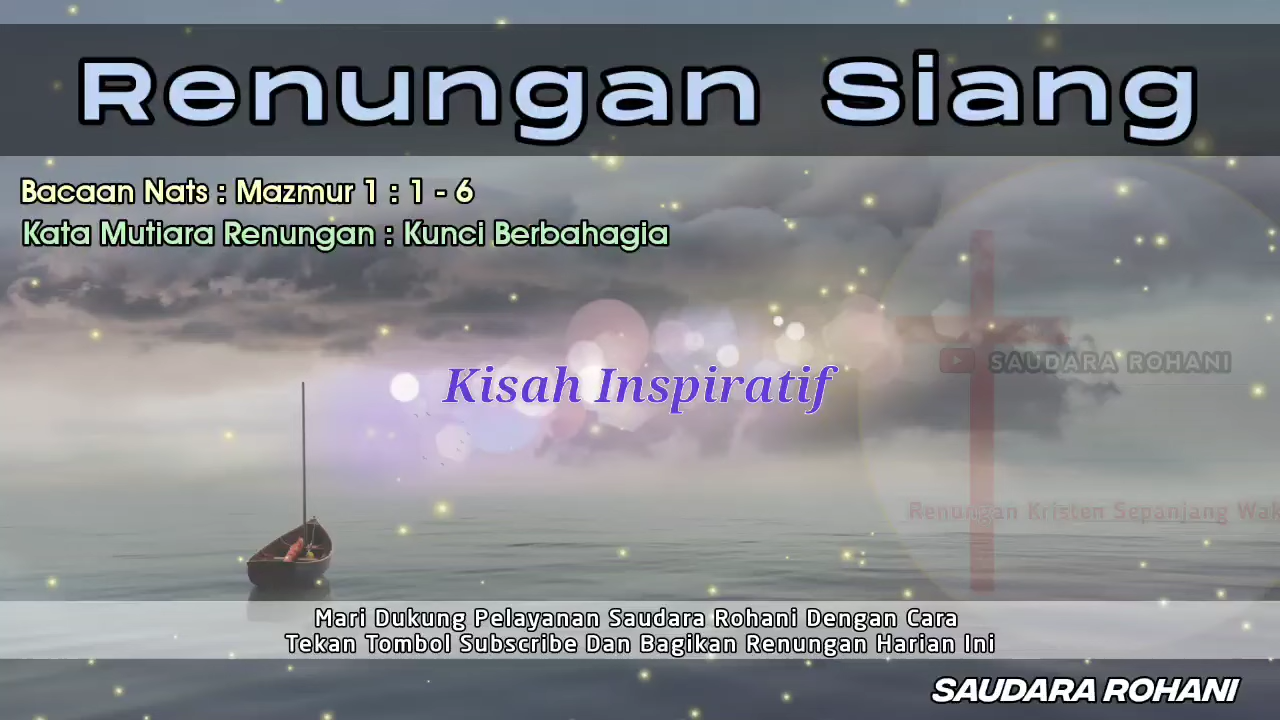 Renungan Siang
Bacaan Nats : Mazmur 1 : 1 - 6
Kata Mutiara Renungan : Kunci Berbahagia
SAUDARA ROHANI
Kisah Inspiratif
Renungan Kristen Sepanjang
Mari Dukung Pelayanan Saudara Rohani Dengan Cara
Tekan Tombol Subscribe Dan Bagikan Renungan Harian Ini
SAUDARA ROHANI